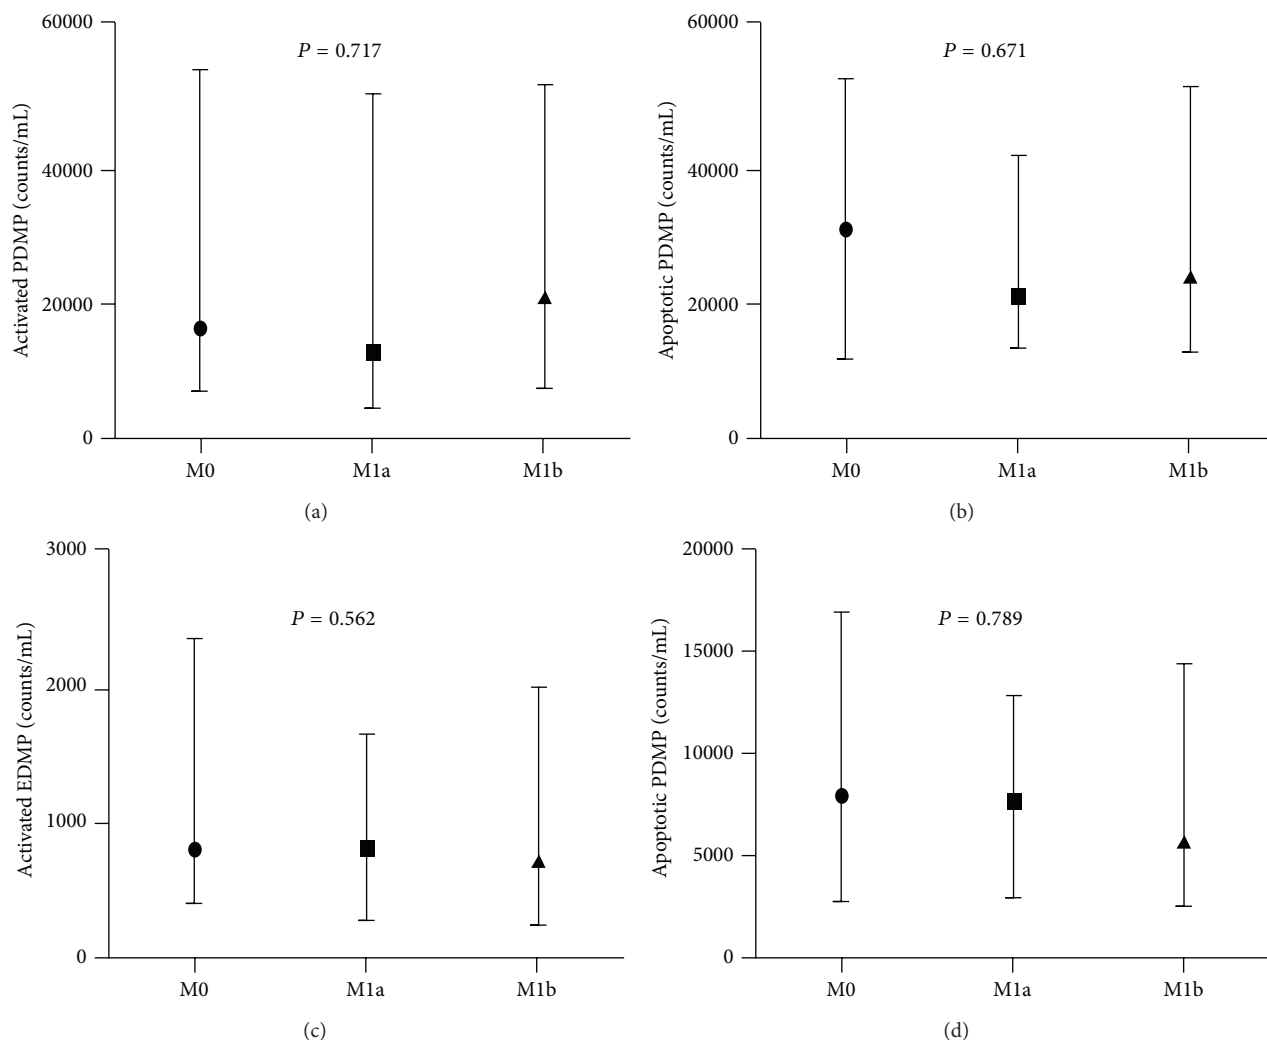 60000
40000
20000
0
Activated PDMP (counts/mL)
P = 0.717
M0
M1a
M1b
(a)
60000
40000
20000
0
Apoptotic PDMP (counts/mL)
P = 0.671
M0
M1a
M1b
(b)
3000
2000
1000
0
Activated EDMP (counts/mL)
P = 0.562
M0
M1a
M1b
(c)
20000
15000
10000
5000
0
Apoptotic PDMP (counts/mL)
P = 0.789
M0
M1a
M1b
(d)